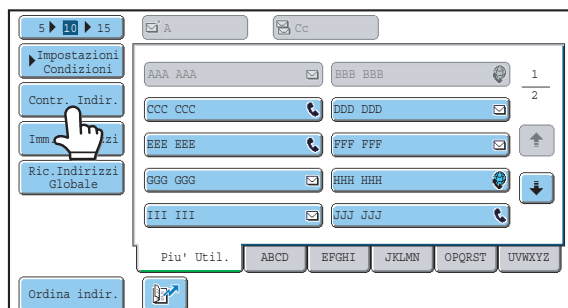 5 10 15
A
Cc
Impostazioni
Condizioni
Contr. Indir.
Ric.Indirizzi
Globale
Ordina indir.
AAA AAA
BBB BBB
CCC CCC
DDD DDD
EEE EEE
FFF FFF
GGG GGG
HHH HHH
III III
JJJ JJJ
1
2
Piu' Util.
ABCD
EFGHI
JKLMN
OPQRST
UVWXYZ